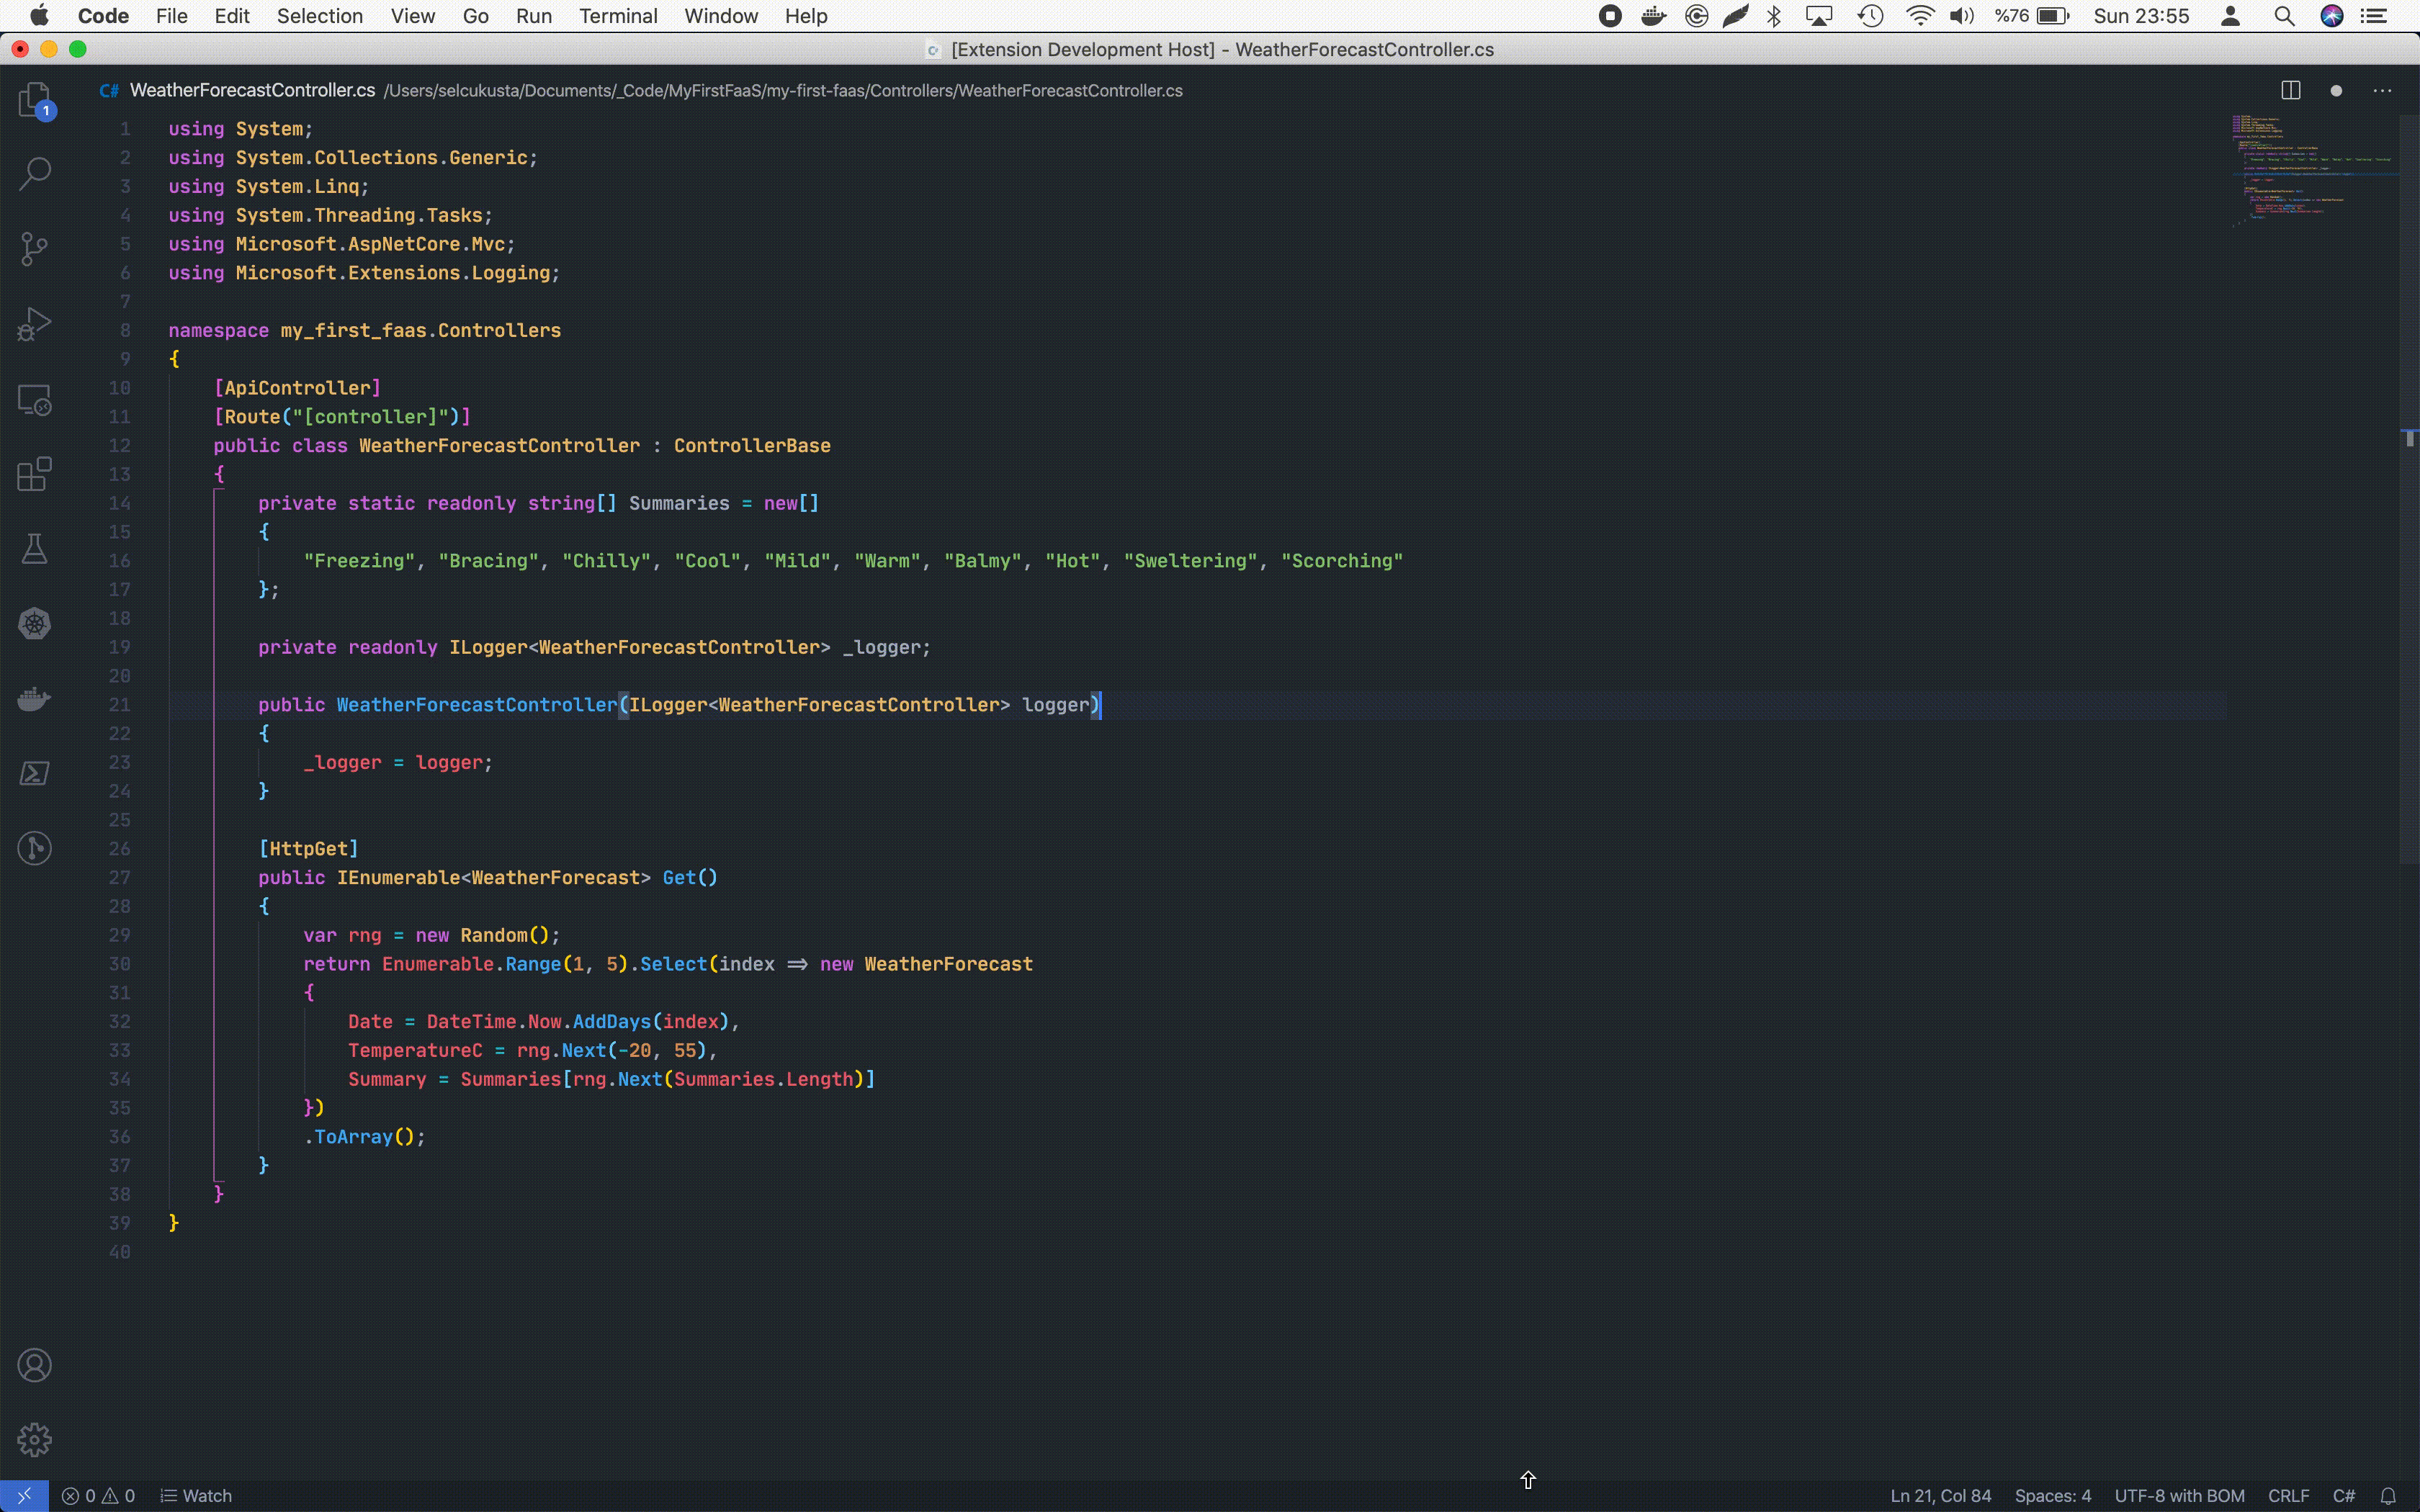 Code File Edit Selection View Go Run Terminal Window Help %76 Sun 23:55
[Extension Development Host] - WeatherForecastController.cs
C# WeatherForecastController.cs /Users/selcukusta/Documents/_Code/MyFirstFaaS/my-first-faas/Controllers/WeatherForecastController.cs
1
1 using System;
2 using System.Collections.Generic;
3 using System.Linq;
4 using System.Threading.Tasks;
5 using Microsoft.AspNetCore.Mvc;
6 using Microsoft.Extensions.Logging;
7
8 namespace my_first_faas.Controllers
9 {
10 [ApiController]
11 [Route("[controller]")]
12 public class WeatherForecastController : ControllerBase
13 {
14 private static readonly string[] Summaries = new[]
15 {
16 "Freezing", "Bracing", "Chilly", "Cool", "Mild", "Warm", "Balmy", "Hot", "Sweltering", "Scorching"
17 };
18
19 private readonly ILogger<WeatherForecastController> _logger;
20
21 public WeatherForecastController(ILogger<WeatherForecastController> logger)
22 {
23 _logger = logger;
24 }
25
26 [HttpGet]
27 public IEnumerable<WeatherForecast> Get()
28 {
29 var rng = new Random();
30 return Enumerable.Range(1, 5).Select(index => new WeatherForecast
31 {
32 Date = DateTime.Now.AddDays(index),
33 TemperatureC = rng.Next(-20, 55),
34 Summary = Summaries[rng.Next(Summaries.Length)]
35 })
36 .ToArray();
37 }
38 }
39 }
40
0 0 Watch Ln 21, Col 84 Spaces: 4 UTF-8 with BOM CRLF C#